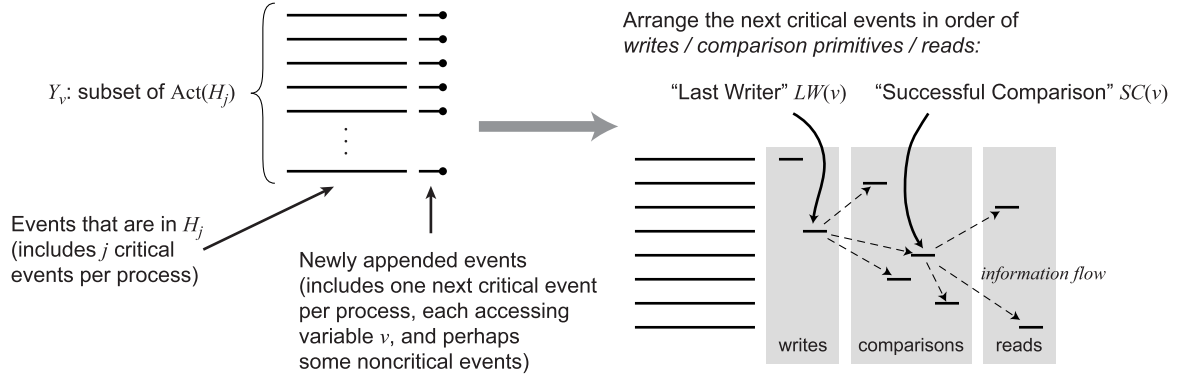 Y_v: subset of Act(H_j)
Events that are in H_j
(includes j critical
events per process)
Newly appended events
(includes one next critical event
per process, each accessing
variable v, and perhaps
some noncritical events)
Arrange the next critical events in order of
writes / comparison primitives / reads:
“Last Writer” LW(v)
“Successful Comparison” SC(v)
information flow
writes
comparisons
reads